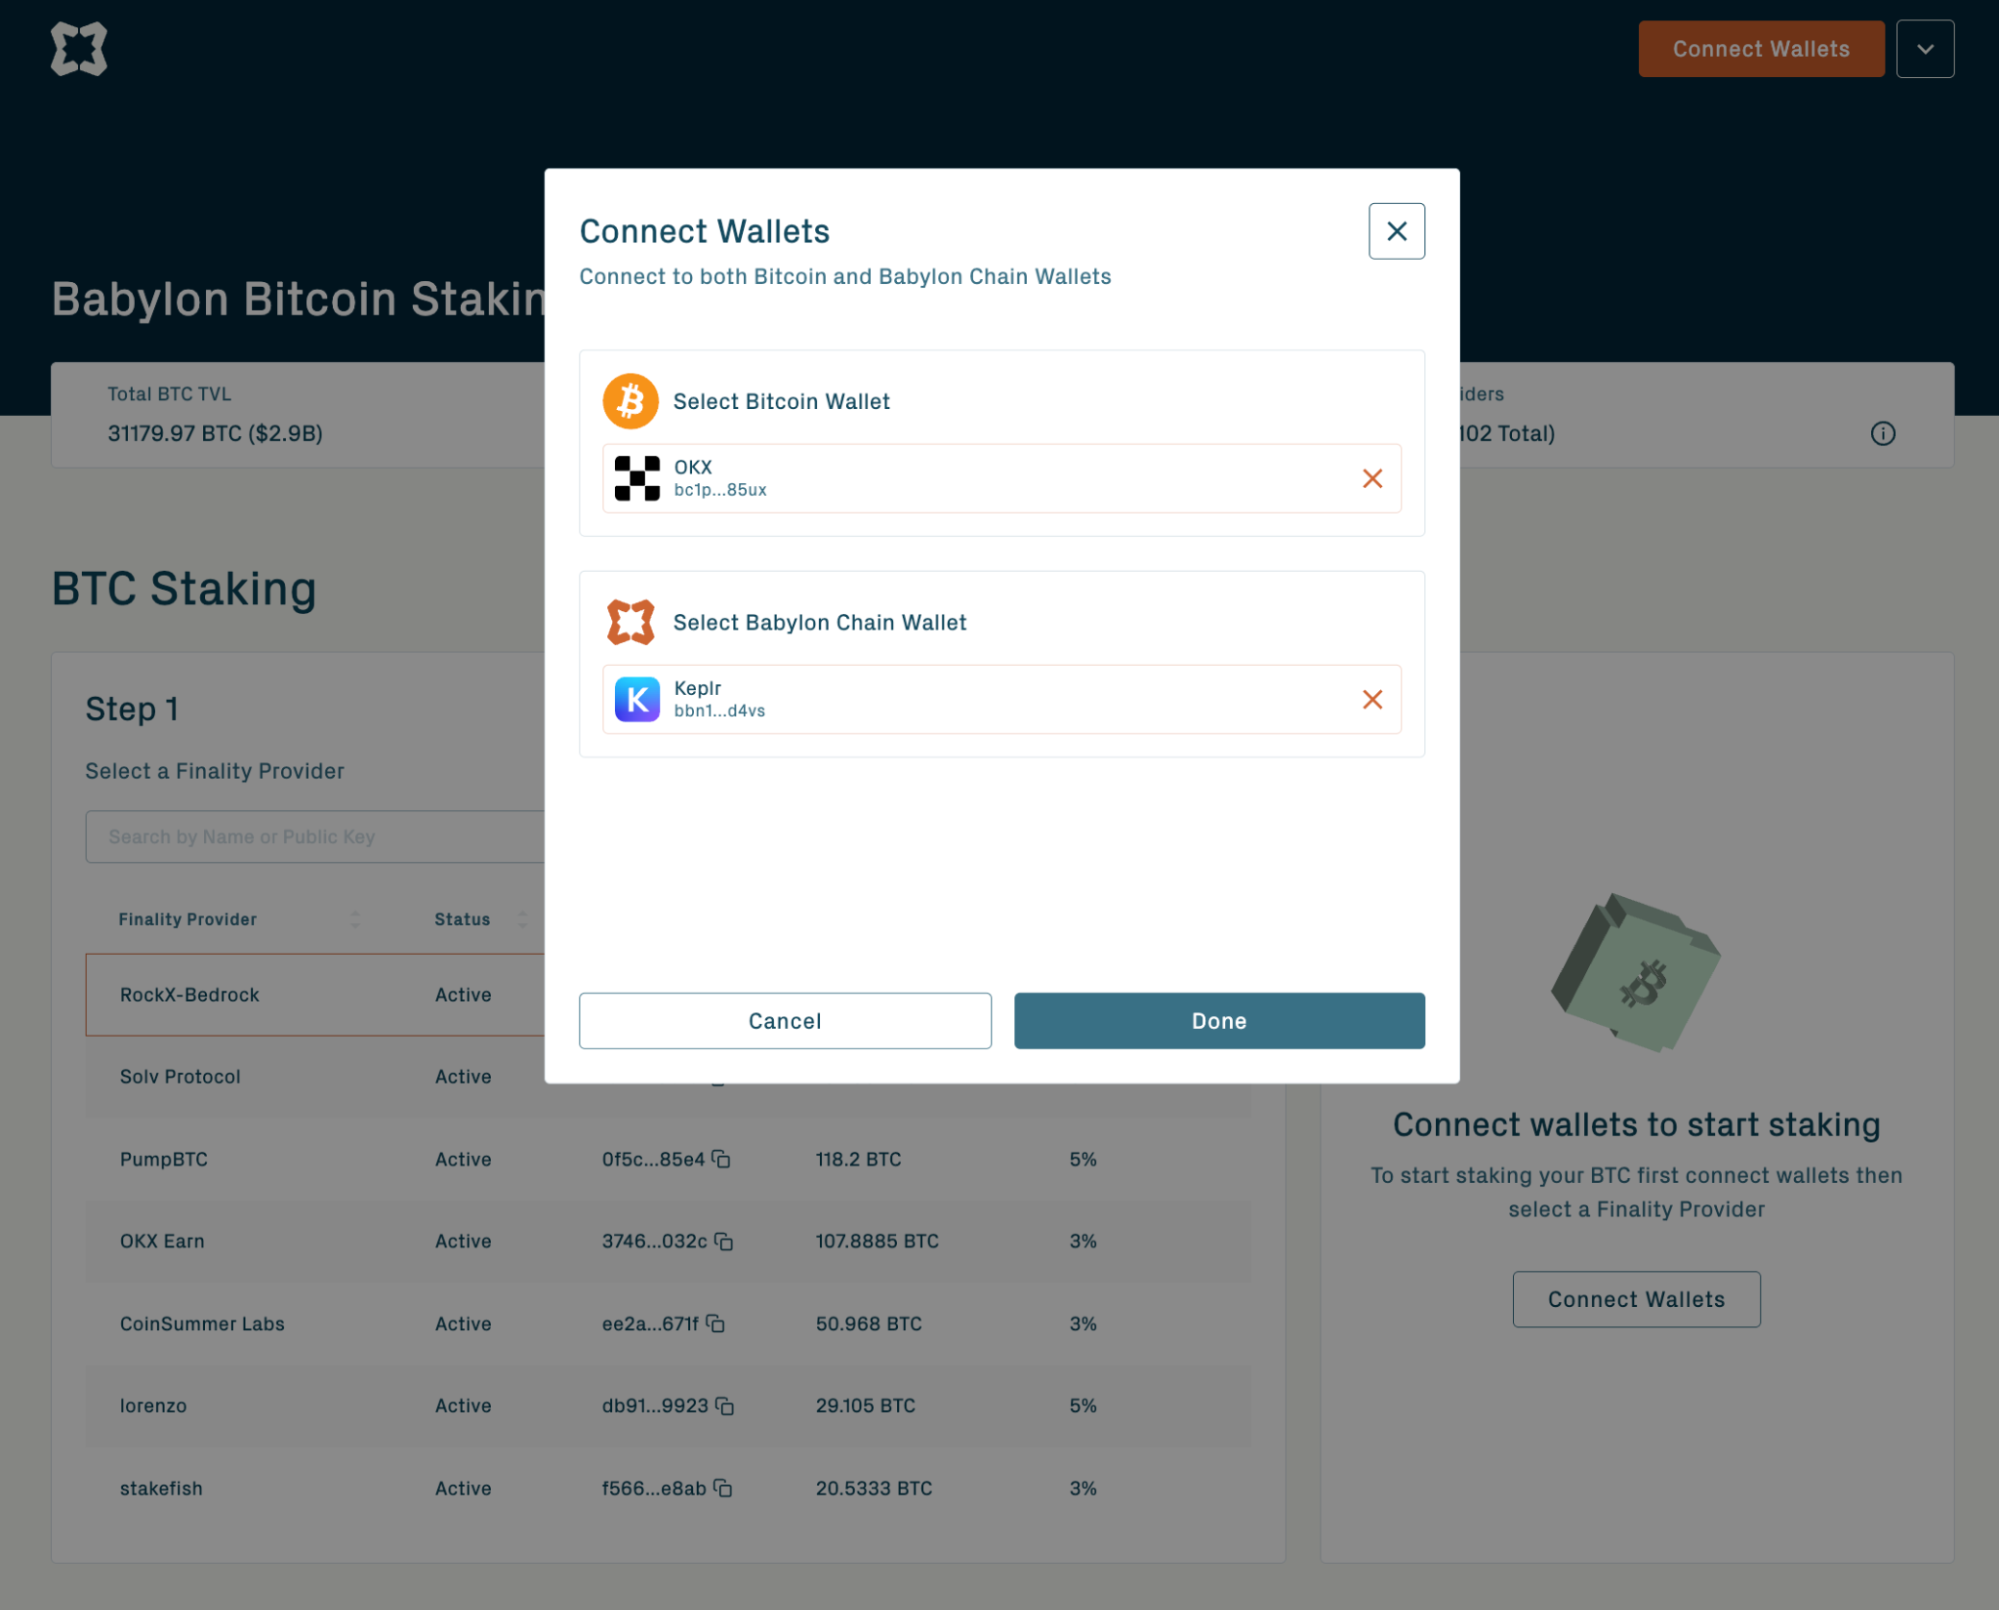 Connect Wallets
Babylon Bitcoin Stakin
Total BTC TVL
31179.97 BTC ($2.9B)
iders
102 Total)
Connect Wallets
Connect to both Bitcoin and Babylon Chain Wallets
Select Bitcoin Wallet
OKX
bc1p...85ux
Select Babylon Chain Wallet
K
Keplr
bbn1...d4vs
Cancel
Done
BTC Staking
Step 1
Select a Finality Provider
Search by Name or Public Key
Finality Provider Status
RockX-Bedrock Active
Solv Protocol Active
PumpBTC Active 0f5c...85e4 118.2 BTC 5%
OKX Earn Active 3746...032c 107.8885 BTC 3%
CoinSummer Labs Active ee2a...671f 50.968 BTC 3%
lorenzo Active db91...9923 29.105 BTC 5%
stakefish Active f566...e8ab 20.5333 BTC 3%
Connect wallets to start staking
To start staking your BTC first connect wallets then
select a Finality Provider
Connect Wallets